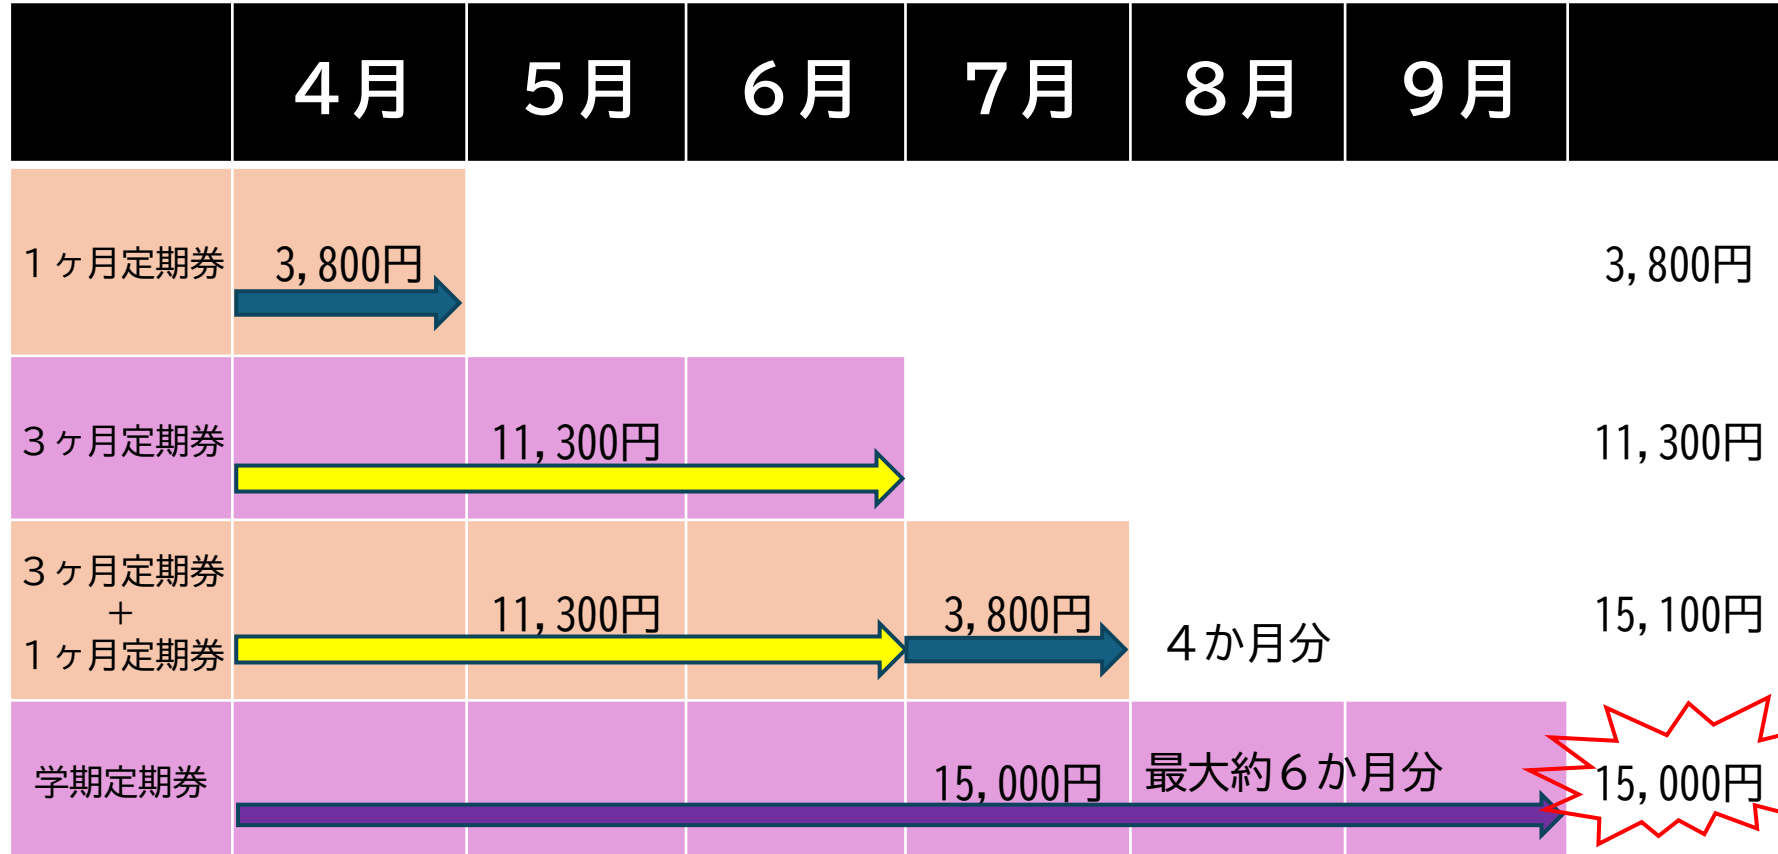 ４月 ５月 ６月 ７月 ８月 ９月
１ヶ月定期券 3,800円 3,800円
３ヶ月定期券 11,300円 11,300円
３ヶ月定期券
＋
１ヶ月定期券
11,300円 3,800円 ４か月分 15,100円
学期定期券 15,000円 最大約６か月分 15,000円